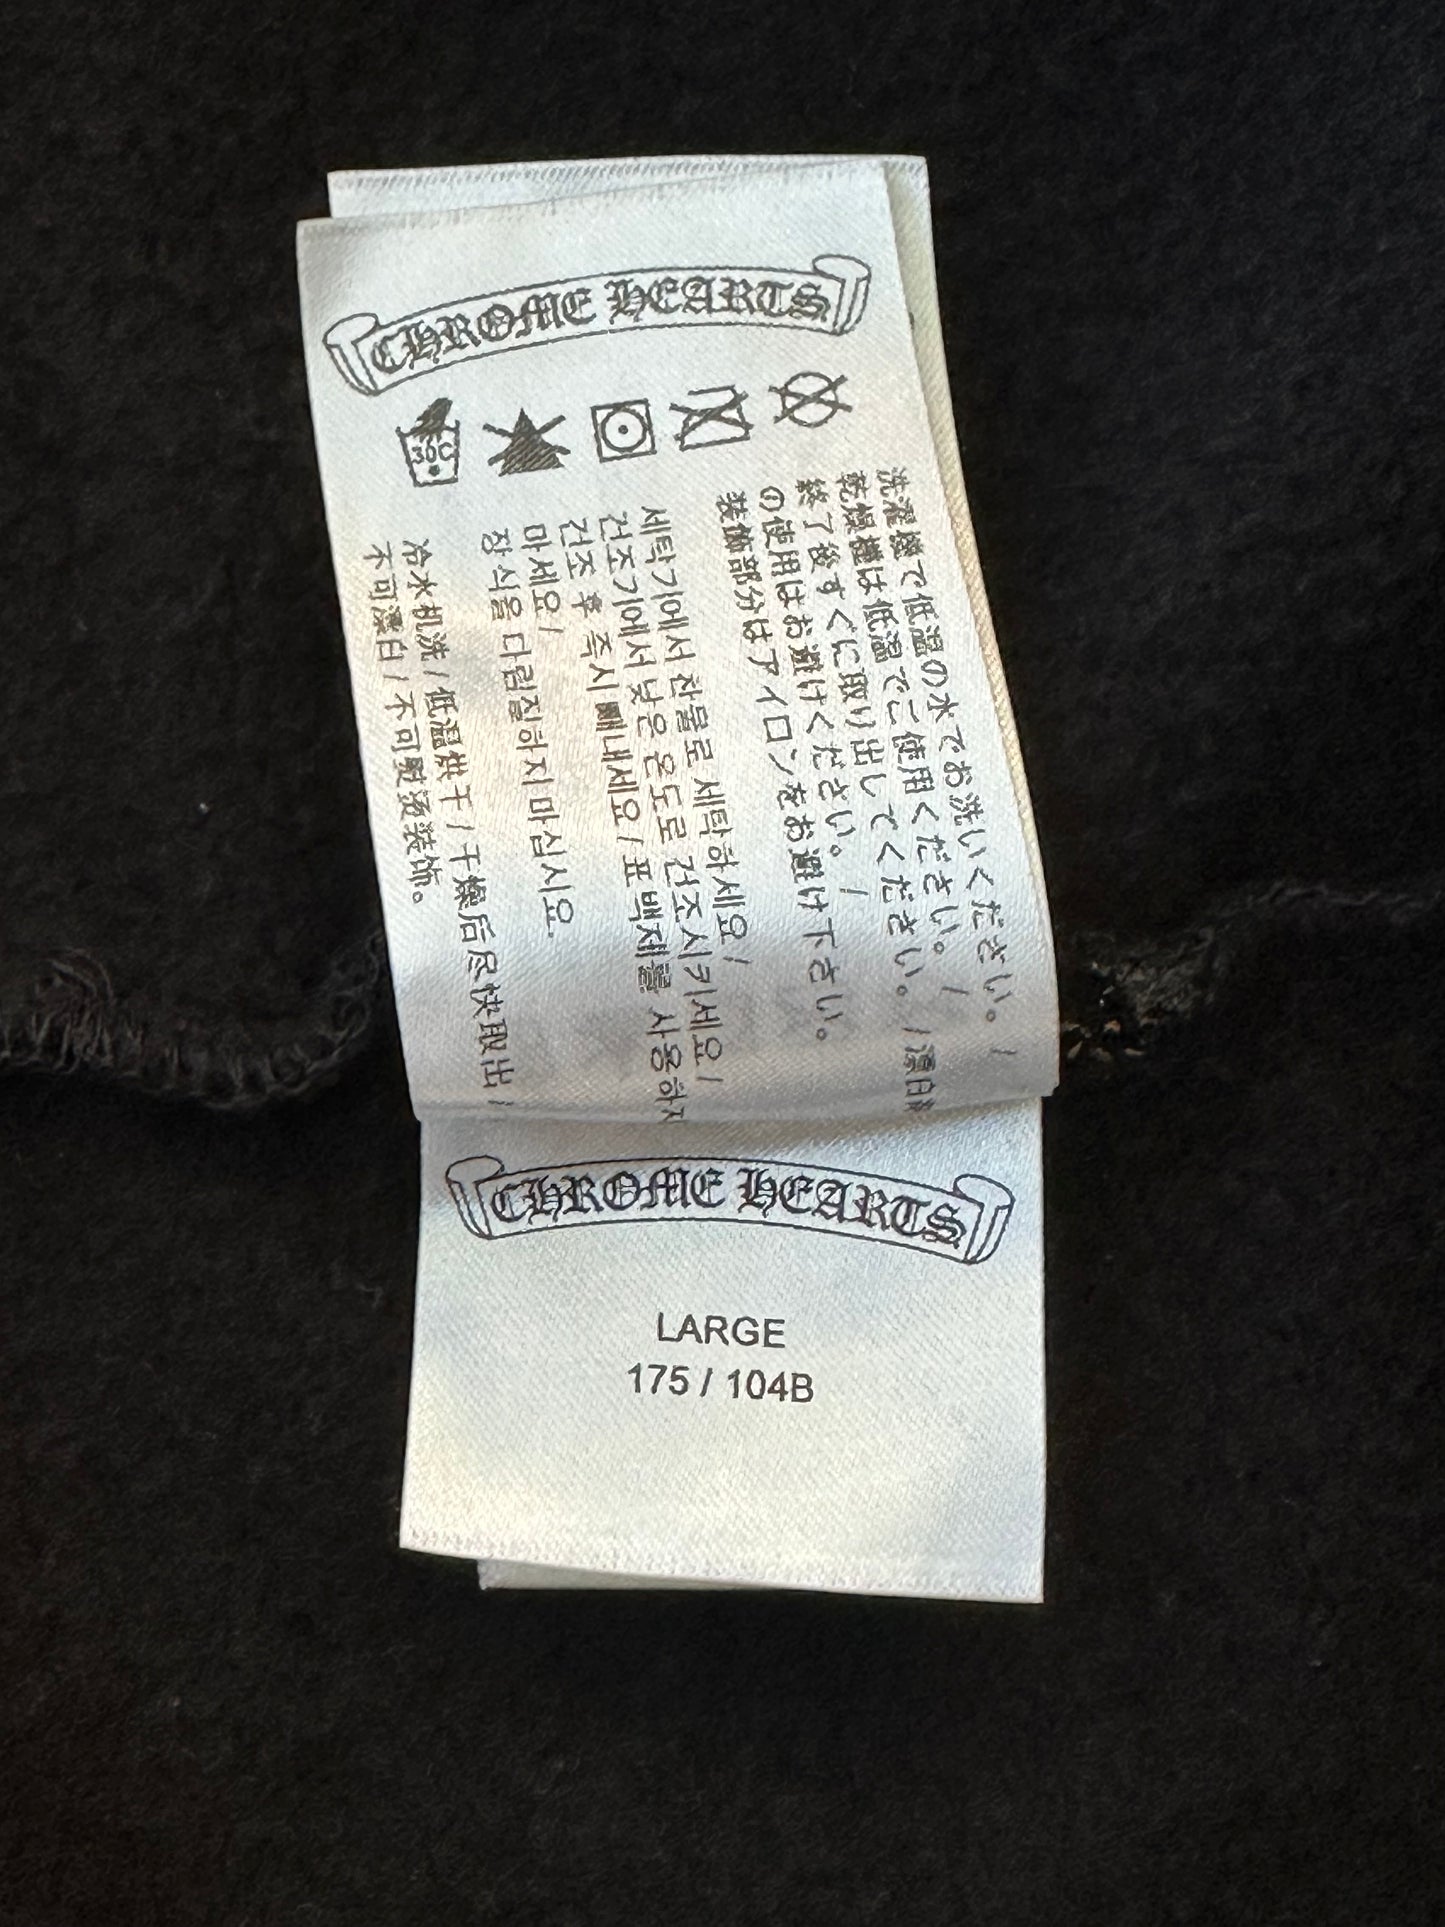 CHROME HEARTS
30C
洗濯機で低温の水でお洗いください。 /
乾燥機は低温でご使用ください。 /
終了後すぐに取り出してください。 / 漂白剤
の使用はお避けください。 /
装飾部分はアイロンをお避け下さい。
세탁기에서 찬물로 세탁하세요 /
건조기에서 낮은 온도로 건조시키세요 /
건조 후 즉시 빼내세요 / 표백제를 사용하지
마세요 /
장식을 다림질하지 마십시요.
冷水机洗 / 低温烘干 / 干燥后尽快取出 /
不可漂白 / 不可熨烫装饰。
CHROME HEARTS
LARGE
175 / 104B